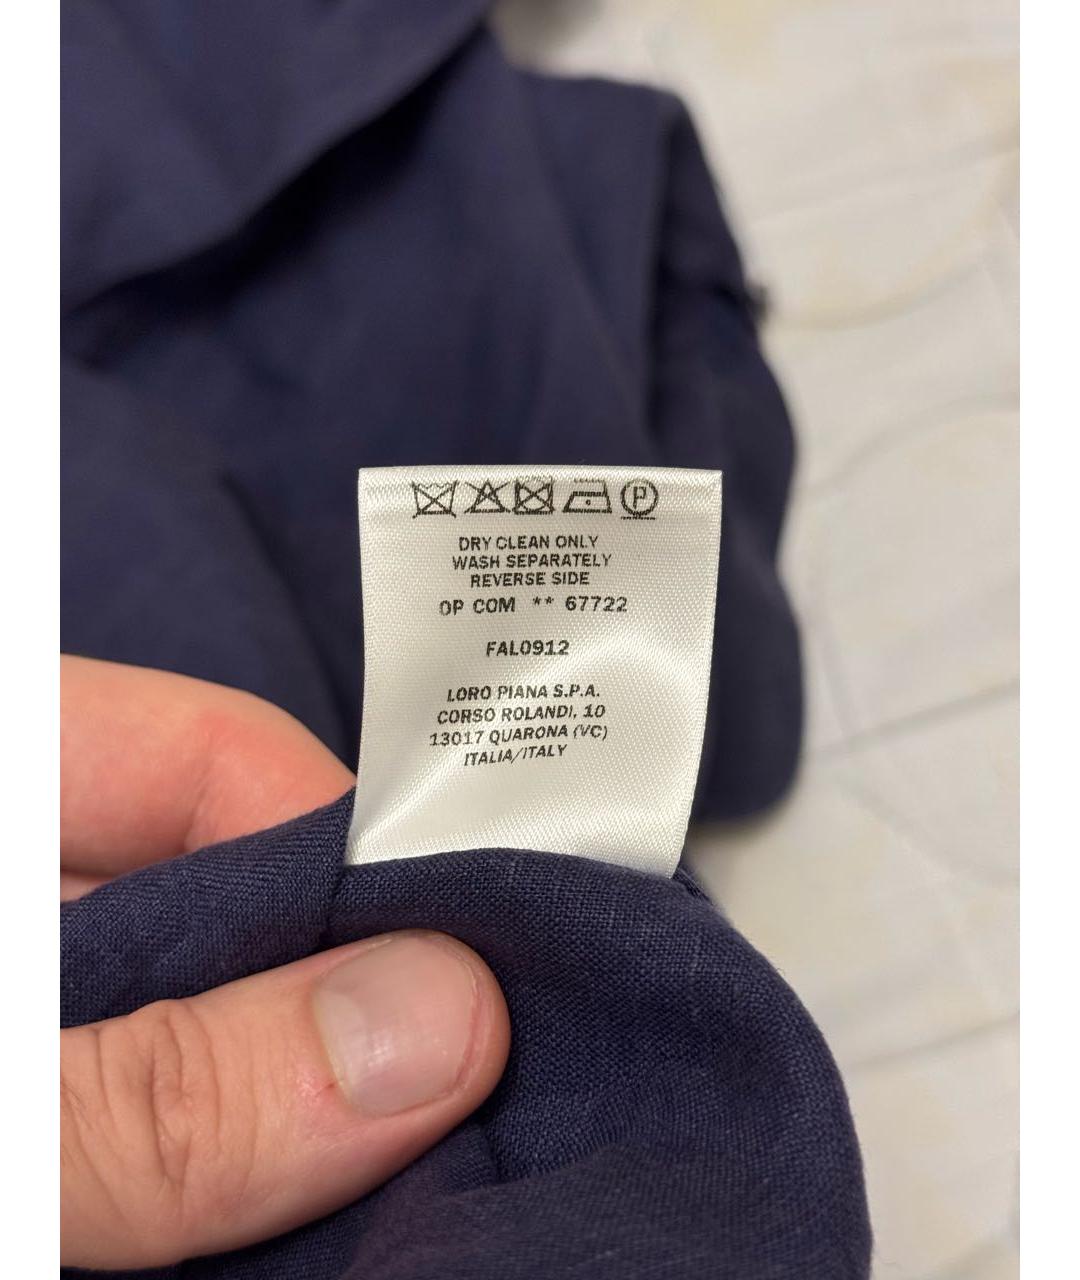 P
DRY CLEAN ONLY
WASH SEPARATELY
REVERSE SIDE
OP COM ** 67722
FAL0912
LORO PIANA S.P.A.
CORSO ROLANDI, 10
13017 QUARONA (VC)
ITALIA/ITALY